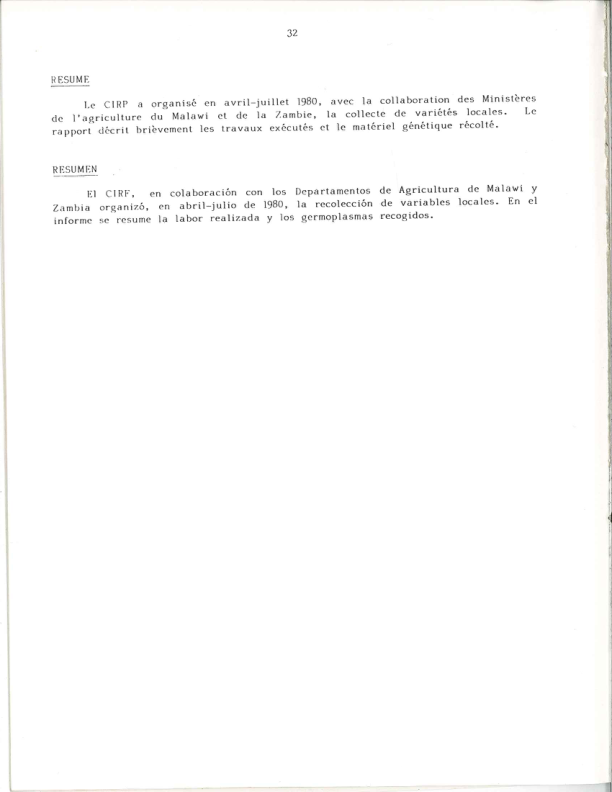 32
RESUME
Le CIRP a organisé en avril-juillet 1980, avec la collaboration des Ministères
de l'agriculture du Malawi et de la Zambie, la collecte de variétés locales. Le
rapport décrit brièvement les travaux exécutés et le matériel génétique récolté.
RESUMEN
El CIRF, en colaboración con los Departamentos de Agricultura de Malawi y
Zambia organizó, en abril-julio de 1980, la recolección de variables locales. En el
informe se resume la labor realizada y los germoplasmas recogidos.